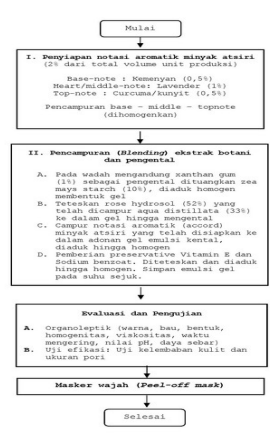 Mulai
I. Penyiapan notasi aromatik minyak atsiri
(2% dari total volume unit produksi)
Base-note : Kemenyan (0,5%)
Heart/middle-note: Lavender (1%)
Top-note : Curcuma/kunyit (0,5%)
Pencampuran base – middle – topnote
(dihomogenkan)
II. Pencampuran (Blending) ekstrak botani
dan pengental
A. Pada wadah mengandung xanthan gum
(1%) sebagai pengental dituangkan zea
mays starch (10%), diaduk homogen
membentuk gel
B. Teteskan rose hydrosol (52%) yang
telah dicampur aqua distillata (33%)
ke dalam gel hingga mengental
C. Campur notasi aromatik (accord)
minyak atsiri yang telah disiapkan ke
dalam adonan gel emulsi kental,
diaduk hingga homogen
D. Pemberian preservative Vitamin E dan
Sodium benzoat. Diteteskan dan diaduk
hingga homogen. Simpan emulsi gel
pada suhu sejuk.
Evaluasi dan Pengujian
A. Organoleptik (warna, bau, bentuk,
homogenitas, viskositas, waktu
mengering, nilai pH, daya sebar)
B. Uji efikasi: Uji kelembaban kulit dan
ukuran pori
Masker wajah (Peel-off mask)
Selesai